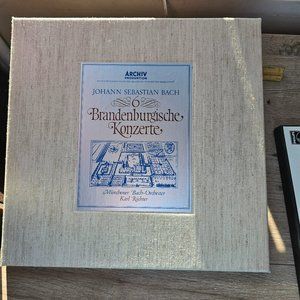 ARCHIV
PRODUKTION
JOHANN SEBASTIAN BACH
6
Brandenburgische
Konzerte
Münchener Bach-Orchester
Karl Richter